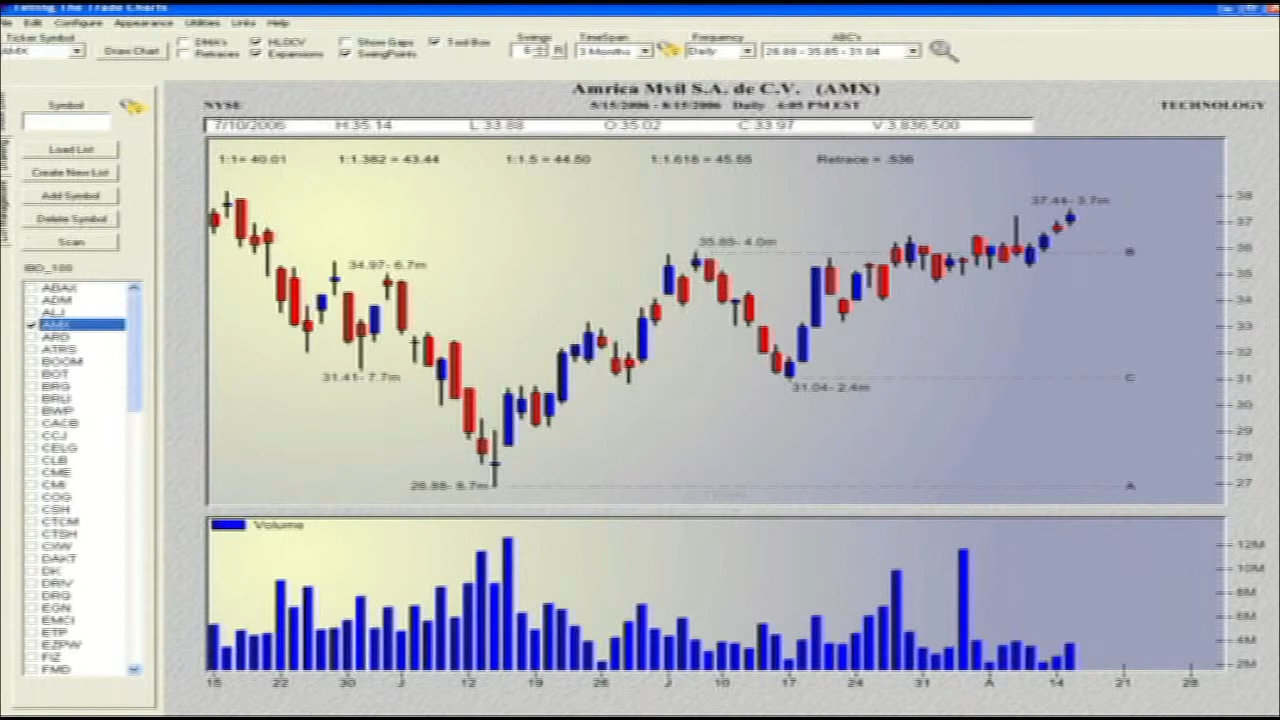 Timing The Trade Charts
Edit Configure Appearance Utilities Links Help
Ticker Symbol
AMX
Draw Chart
DMA's
Retraces
HLOCV
Expansions
Show Gaps
SwingPoints
Tool Box
Swings
6
R
TimeSpan
3 Months
Frequency
Daily
ABC's
26.88 - 35.85 - 31.04
Amrica Mvil S.A. de C.V. (AMX)
NYSE
5/15/2006 - 8/15/2006 Daily 4:05 PM EST
TECHNOLOGY
7/10/2006 H:35.14 L:33.88 O:35.02 C:33.97 V:3,836,500
1:1= 40.01 1:1.382 = 43.44 1:1.5 = 44.50 1:1.618 = 45.55 Retrace = .536
Symbol
Load List
Create New List
Add Symbol
Delete Symbol
Scan
IBD_100
ABAX
ADM
ALJ
AMX
ARD
ATRS
BOOM
BOT
BRG
BRLI
BWP
CACB
CCJ
CELG
CLB
CME
CMI
COG
CSH
CTCM
CTSH
CXW
DAKT
DK
DRIV
DRQ
EGN
EMCI
ETP
EZPW
FIZ
FMD
37.44- 3.7m
35.85- 4.0m
34.97- 6.7m
31.41- 7.7m
31.04- 2.4m
26.88- 8.7m
B
C
A
38
37
36
35
34
33
32
31
30
29
28
27
Volume
12M
10M
8M
6M
4M
2M
15 22 30 J 12 19 26 J 10 17 24 31 A 14 21 28